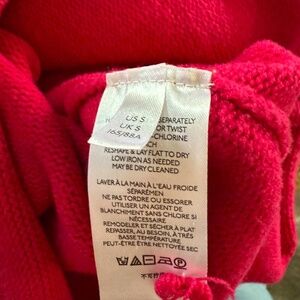 US S
UK S
165/88A
SEPARATELY
OR TWIST
CHLORINE
RESHAPE & LAY FLAT TO DRY
LOW IRON AS NEEDED
MAY BE DRY CLEANED
LAVER À LA MAIN À L'EAU FROIDE
SÉPARÉMEN
NE PAS TORDRE OU ESSORER
UTILISER UN AGENT DE
BLANCHIMENT SANS CHLORE SI
NÉCESSAIRE
REMODELER ET SÉCHER À PLAT
REPASSER, AU BESOIN, À TRÈS
BASSE TEMPÉRATURE
PEUT-ÊTRE ÊTRE NETTOYÉE SEC